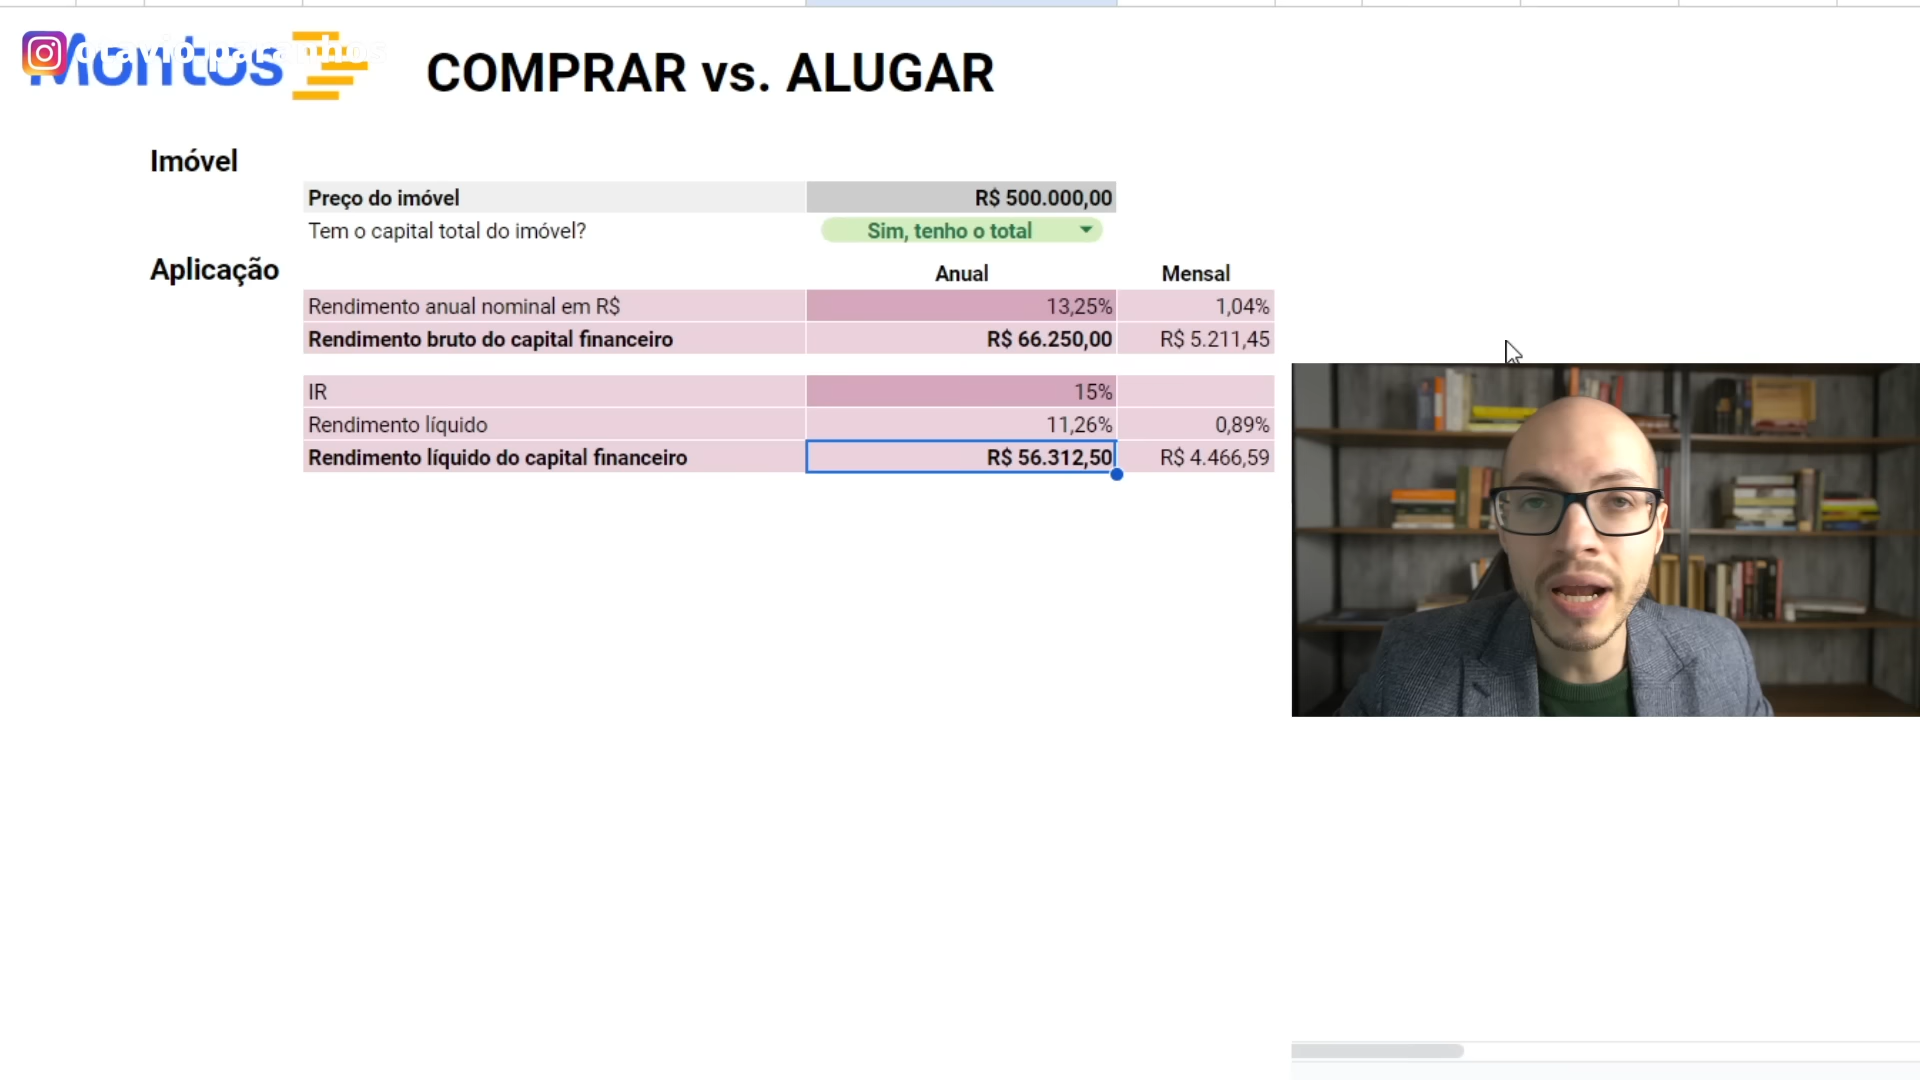 otavio.paranhos
Montos
COMPRAR vs. ALUGAR
Imóvel
Preço do imóvel R$ 500.000,00
Tem o capital total do imóvel? Sim, tenho o total
Aplicação
Anual Mensal
Rendimento anual nominal em R$ 13,25% 1,04%
Rendimento bruto do capital financeiro R$ 66.250,00 R$ 5.211,45
IR 15%
Rendimento líquido 11,26% 0,89%
Rendimento líquido do capital financeiro R$ 56.312,50 R$ 4.466,59